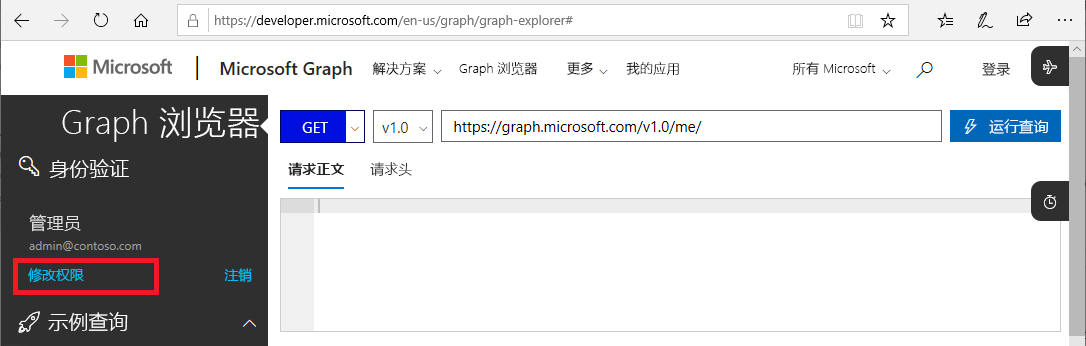 https://developer.microsoft.com/en-us/graph/graph-explorer#
Microsoft
Microsoft Graph
解决方案
Graph 浏览器
更多
我的应用
所有 Microsoft
登录
Graph 浏览器
GET
v1.0
https://graph.microsoft.com/v1.0/me/
运行查询
身份验证
请求正文
请求头
管理员
admin@contoso.com
修改权限
注销
示例查询